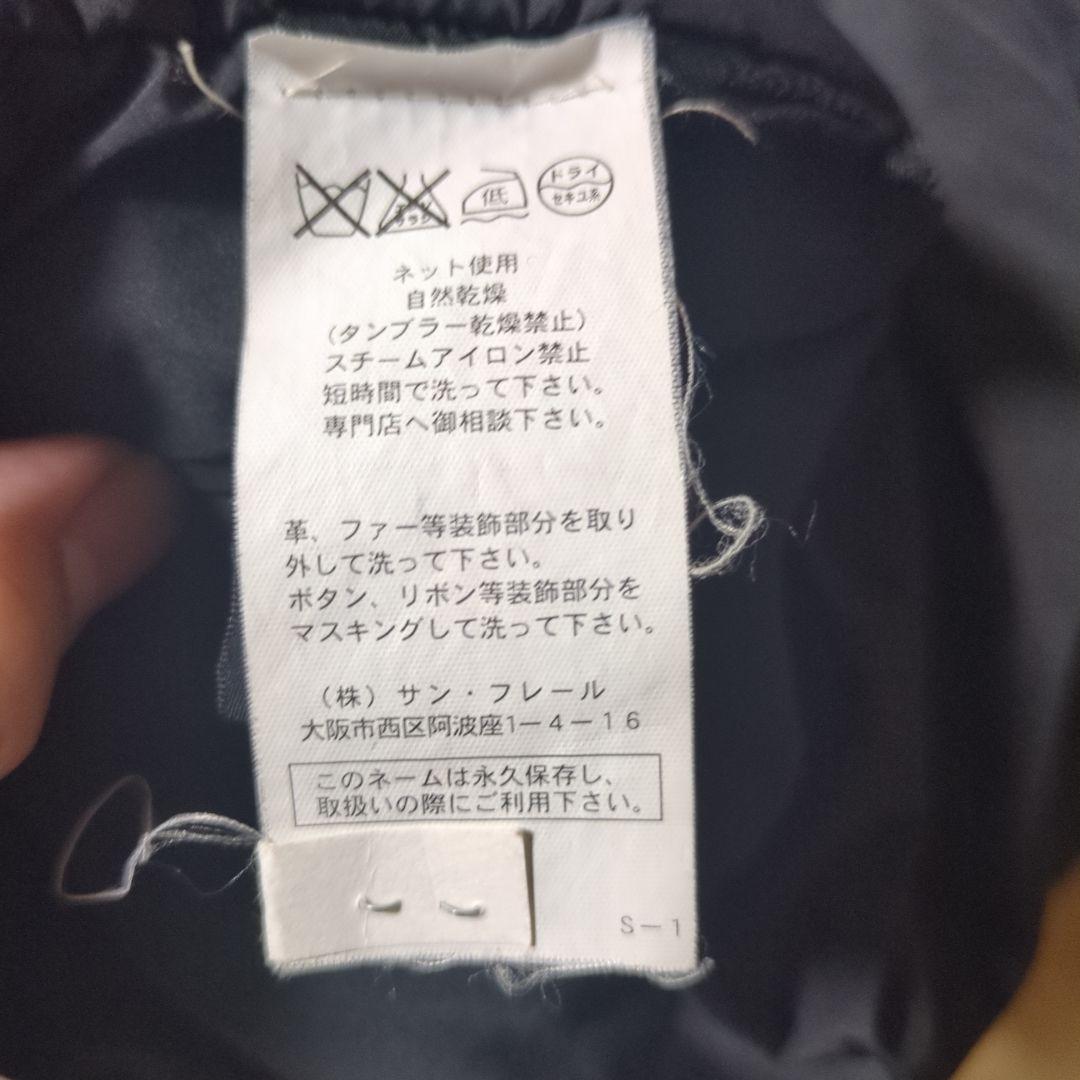 低
ドライ
セキユ系
ネット使用
自然乾燥
(タンブラー乾燥禁止)
スチームアイロン禁止
短時間で洗って下さい。
専門店へ御相談下さい。
革、ファー等装飾部分を取り
外して洗って下さい。
ボタン、リボン等装飾部分を
マスキングして洗って下さい。
(株)サン・フレール
大阪市西区阿波座1-4-16
このネームは永久保存し、
取扱いの際にご利用下さい。
S-1